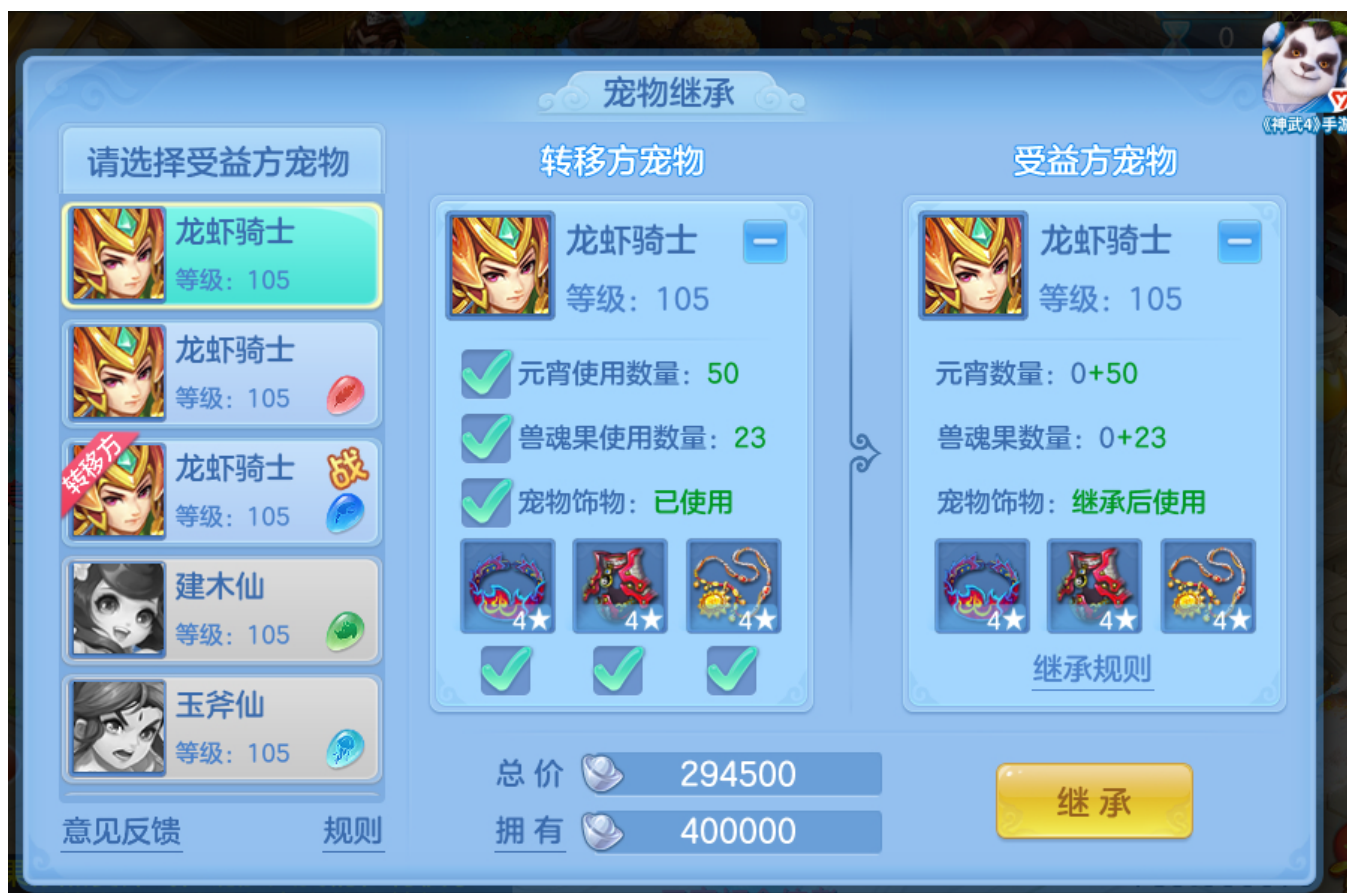 0
《神武4》手游
宠物继承
请选择受益方宠物
龙虾骑士
等级：105
龙虾骑士
等级：105
转移方
龙虾骑士
战
等级：105
建木仙
等级：105
玉斧仙
等级：105
意见反馈
规则
转移方宠物
龙虾骑士
等级：105
元宵使用数量：50
兽魂果使用数量：23
宠物饰物：已使用
4★ 4★ 4★
受益方宠物
龙虾骑士
等级：105
元宵数量：0+50
兽魂果数量：0+23
宠物饰物：继承后使用
4★ 4★ 4★
继承规则
总价 294500
拥有 400000
继承